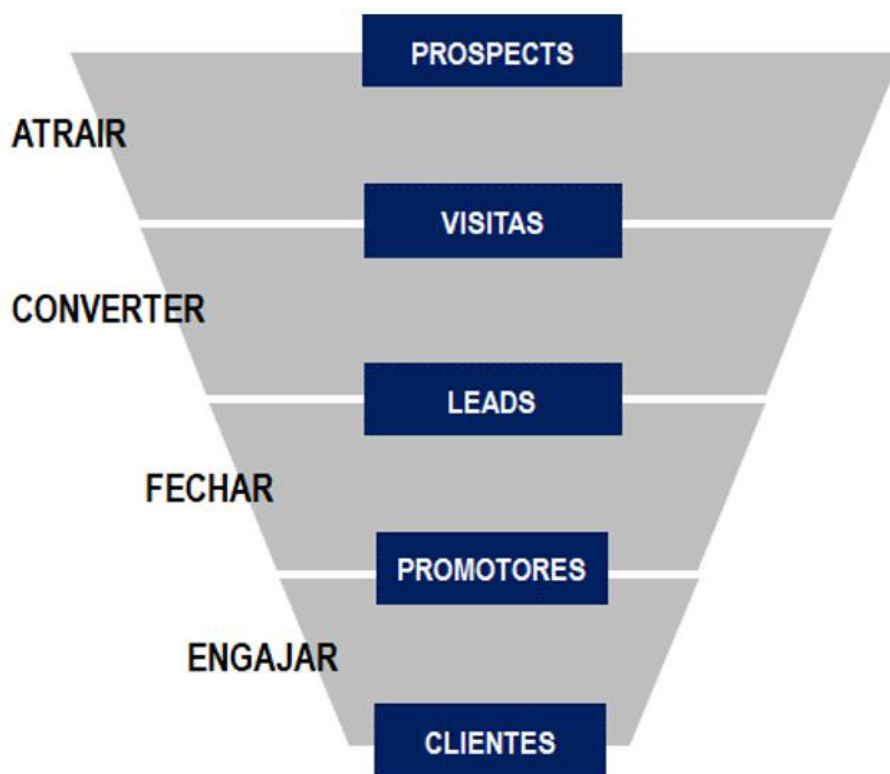 PROSPECTS
ATRAIR
VISITAS
CONVERTER
LEADS
FECHAR
PROMOTORES
ENGAJAR
CLIENTES